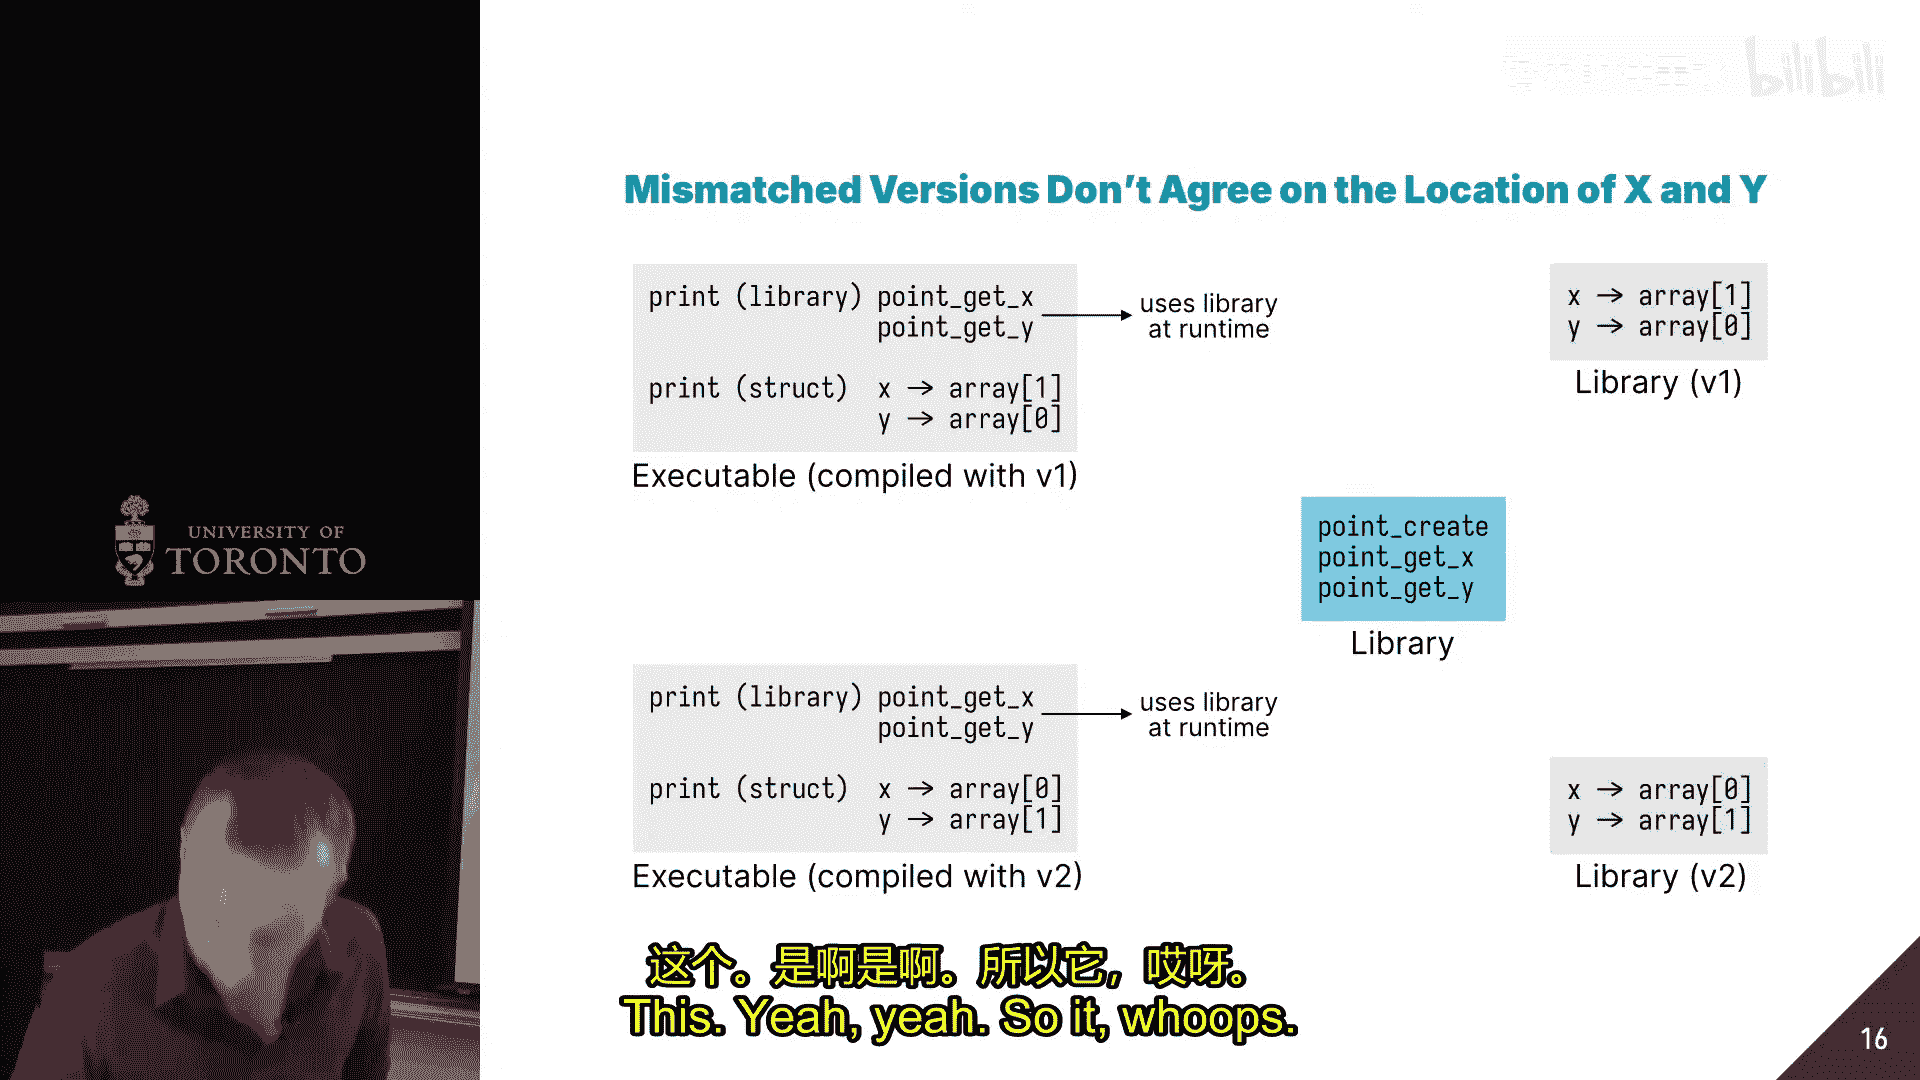 bilibili
Mismatched Versions Don't Agree on the Location of X and Y
print (library) point_get_x
point_get_y
uses library
at runtime
print (struct) x → array[1]
y → array[0]
Executable (compiled with v1)
x → array[1]
y → array[0]
Library (v1)
point_create
point_get_x
point_get_y
Library
print (library) point_get_x
point_get_y
uses library
at runtime
print (struct) x → array[0]
y → array[1]
Executable (compiled with v2)
x → array[0]
y → array[1]
Library (v2)
UNIVERSITY OF
TORONTO
这个。是啊是啊。所以它，哎呀。
This. Yeah, yeah. So it, whoops.
16